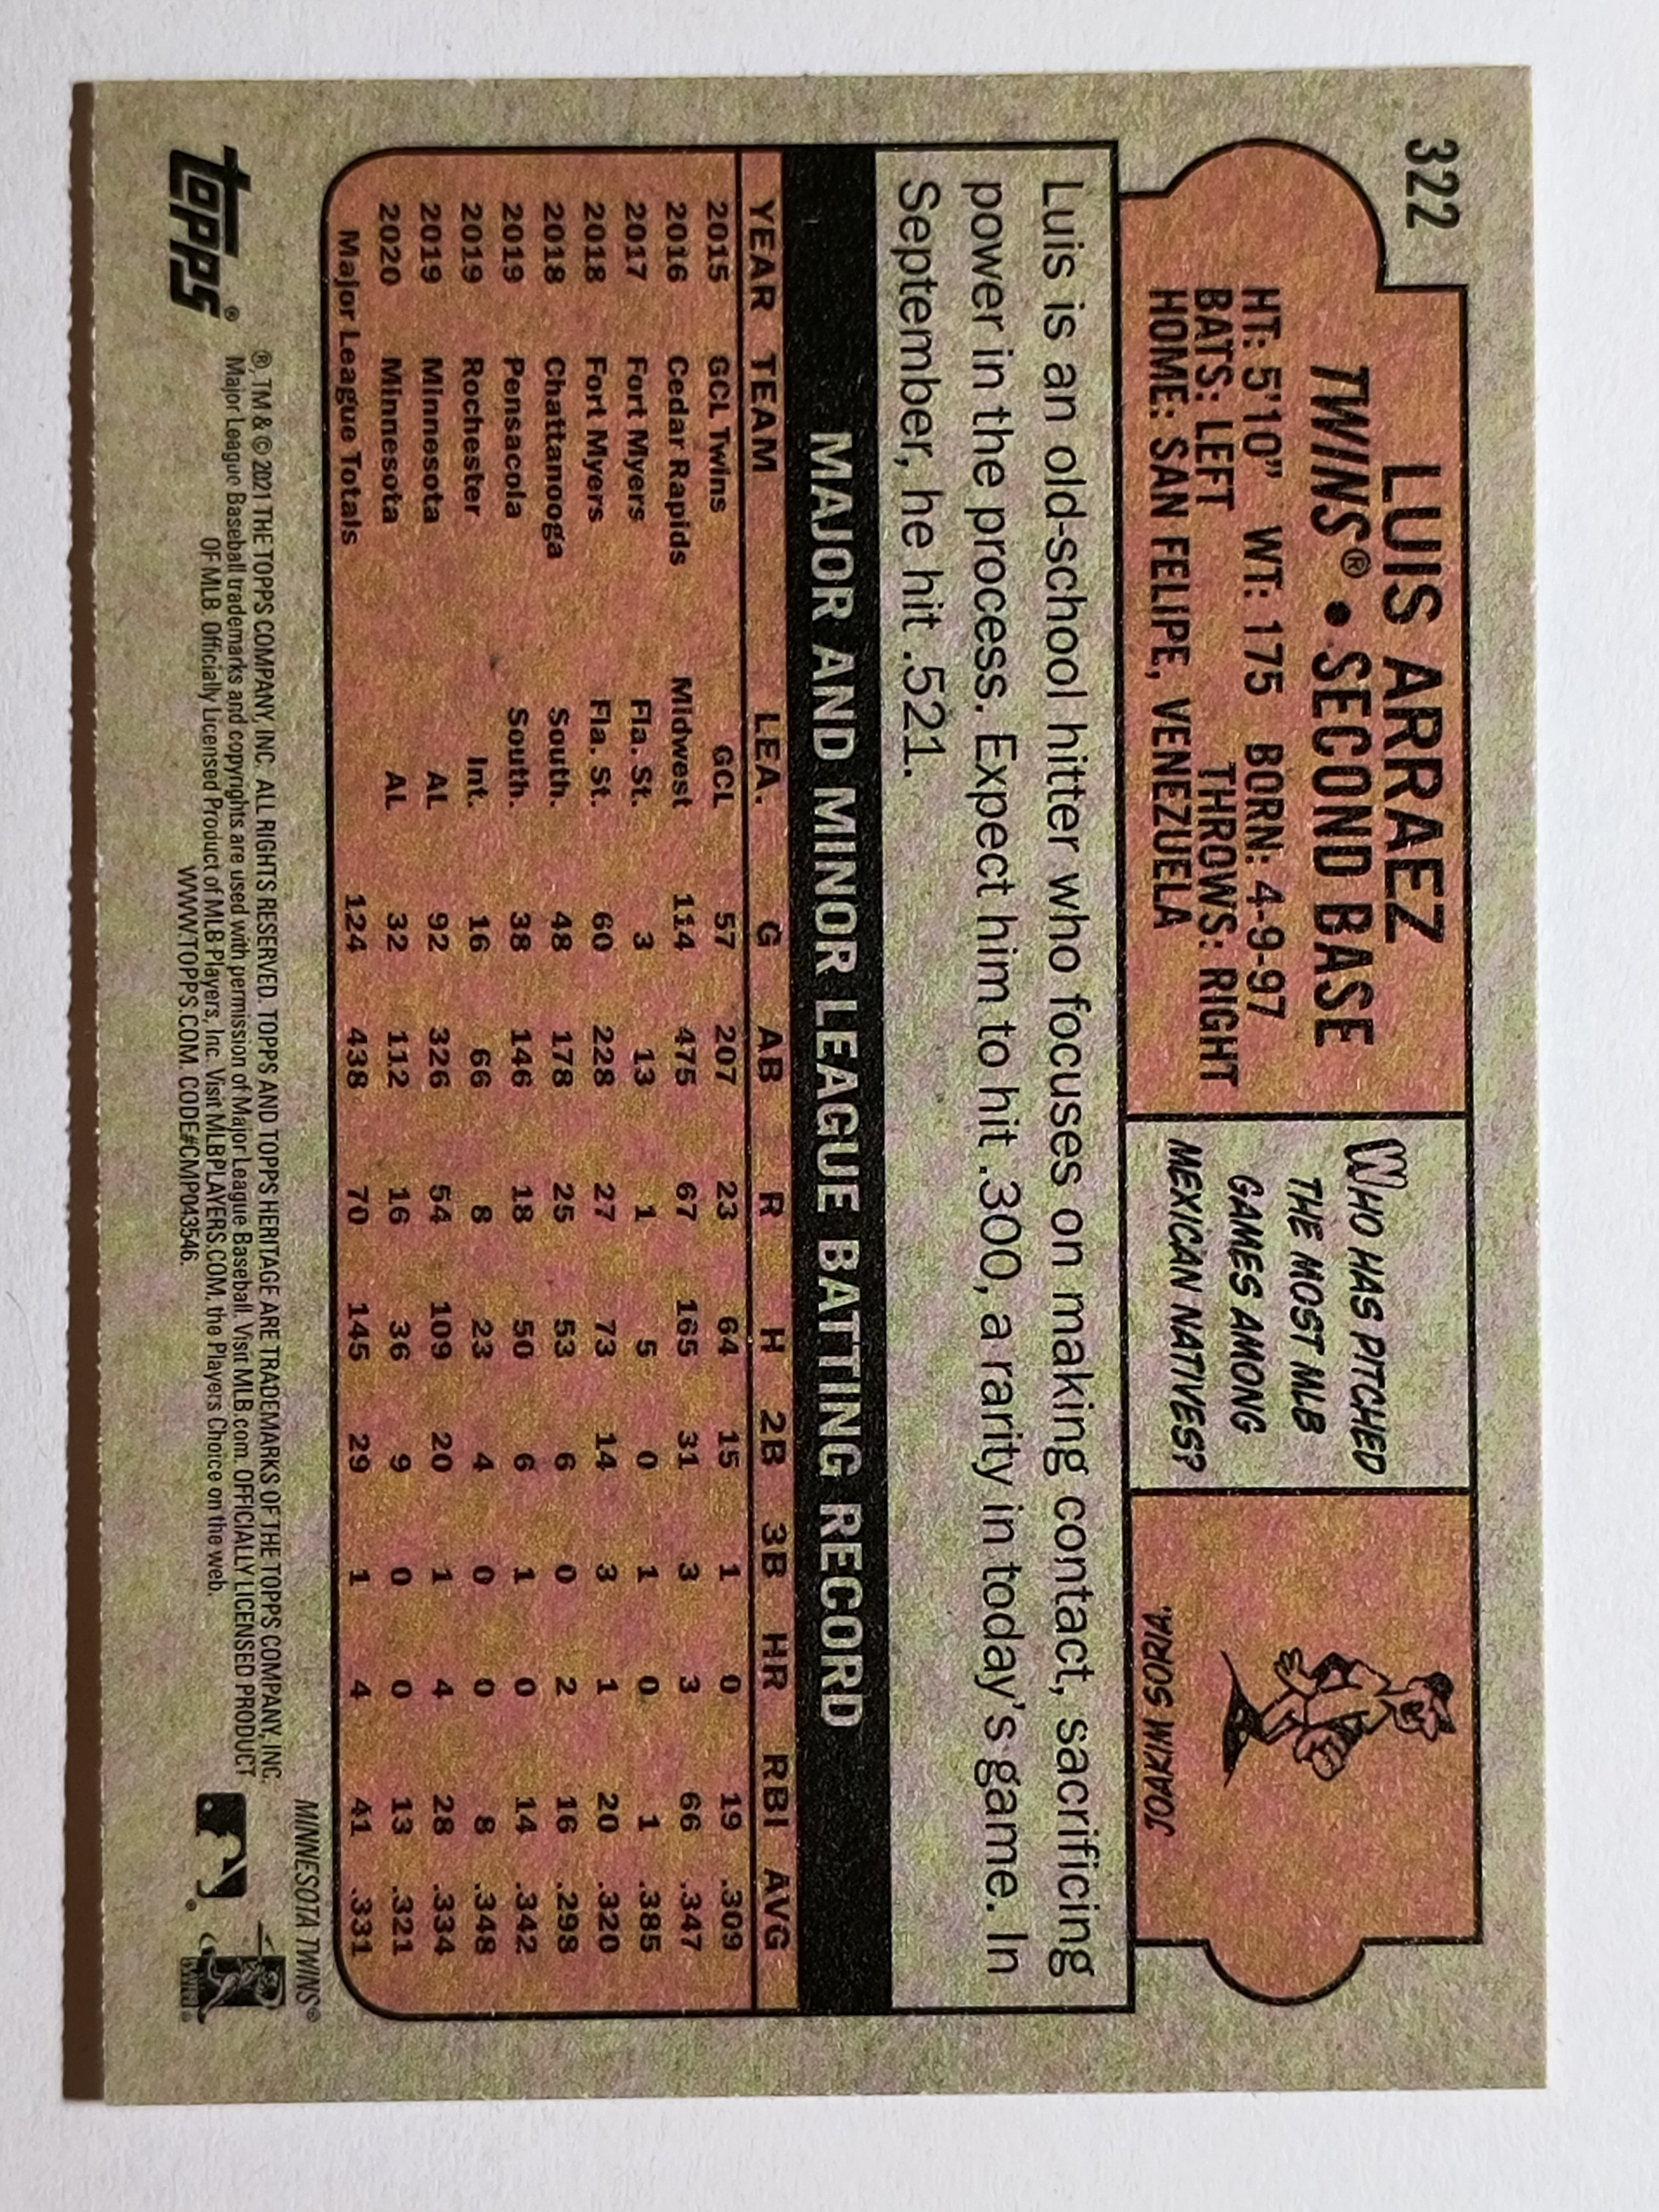 322
LUIS ARRAEZ
TWINS® • SECOND BASE
HT: 5'10" WT: 175 BORN: 4-9-97
BATS: LEFT THROWS: RIGHT
HOME: SAN FELIPE, VENEZUELA
WHO HAS PITCHED
THE MOST MLB
GAMES AMONG
MEXICAN NATIVES?
JOAKIM SORIA.
Luis is an old-school hitter who focuses on making contact, sacrificing
power in the process. Expect him to hit .300, a rarity in today's game. In
September, he hit .521.
MAJOR AND MINOR LEAGUE BATTING RECORD
YEAR TEAM LEA. G AB R H 2B 3B HR RBI AVG
2015 GCL Twins GCL 57 207 23 64 15 1 0 19 .309
2016 Cedar Rapids Midwest 114 475 67 165 31 3 3 66 .347
2017 Fort Myers Fla. St. 3 13 1 5 0 1 0 1 .385
2018 Fort Myers Fla. St. 60 228 27 73 14 3 1 20 .320
2018 Chattanooga South. 48 178 25 53 6 0 2 16 .298
2019 Pensacola South. 38 146 18 50 6 1 0 14 .342
2019 Rochester Int. 16 66 8 23 4 0 0 8 .348
2019 Minnesota AL 92 326 54 109 20 1 4 28 .334
2020 Minnesota AL 32 112 16 36 9 0 0 13 .321
Major League Totals 124 438 70 145 29 1 4 41 .331
MINNESOTA TWINS®
topps®
®, TM & © 2021 THE TOPPS COMPANY, INC. ALL RIGHTS RESERVED. TOPPS AND TOPPS HERITAGE ARE TRADEMARKS OF THE TOPPS COMPANY, INC.
Major League Baseball trademarks and copyrights are used with permission of Major League Baseball. Visit MLB.com. OFFICIALLY LICENSED PRODUCT
OF MLB Officially Licensed Product of MLB Players, Inc. Visit MLBPLAYERS.COM, the Players Choice on the web.
WWW.TOPPS.COM. CODE#CMP043546.